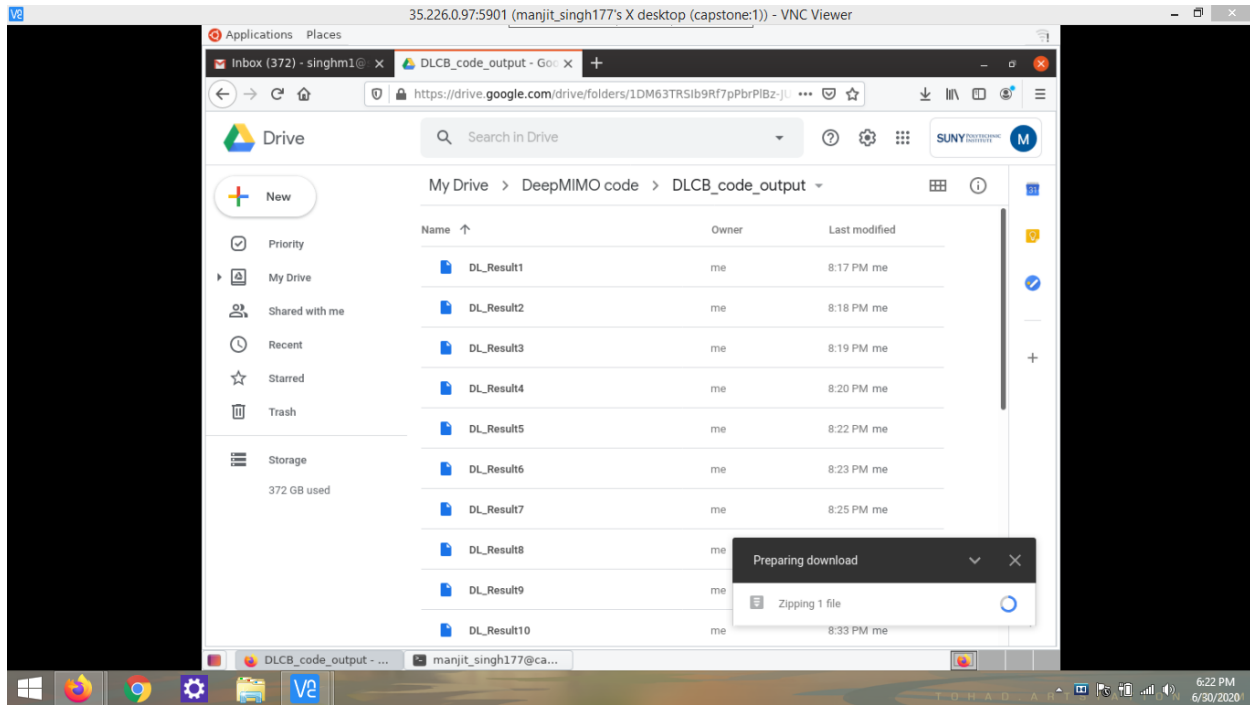 35.226.0.97:5901 (manjit_singh177's X desktop (capstone:1)) - VNC Viewer
Applications Places
Inbox (372) - singhm1@
DLCB_code_output - Goo
https://drive.google.com/drive/folders/1DM63TRSIb9Rf7pPbrPlBz-jU
Drive
Search in Drive
SUNY POLYTECHNIC INSTITUTE
M
New
My Drive > DeepMIMO code > DLCB_code_output
Name Owner Last modified
Priority
My Drive
Shared with me
Recent
Starred
Trash
Storage
372 GB used
DL_Result1 me 8:17 PM me
DL_Result2 me 8:18 PM me
DL_Result3 me 8:19 PM me
DL_Result4 me 8:20 PM me
DL_Result5 me 8:22 PM me
DL_Result6 me 8:23 PM me
DL_Result7 me 8:25 PM me
DL_Result8 me
DL_Result9 me
DL_Result10 me 8:33 PM me
31
Preparing download
Zipping 1 file
DLCB_code_output - ...
manjit_singh177@ca...
TOHAD.ARTSTATION.COM
6:22 PM
6/30/2020